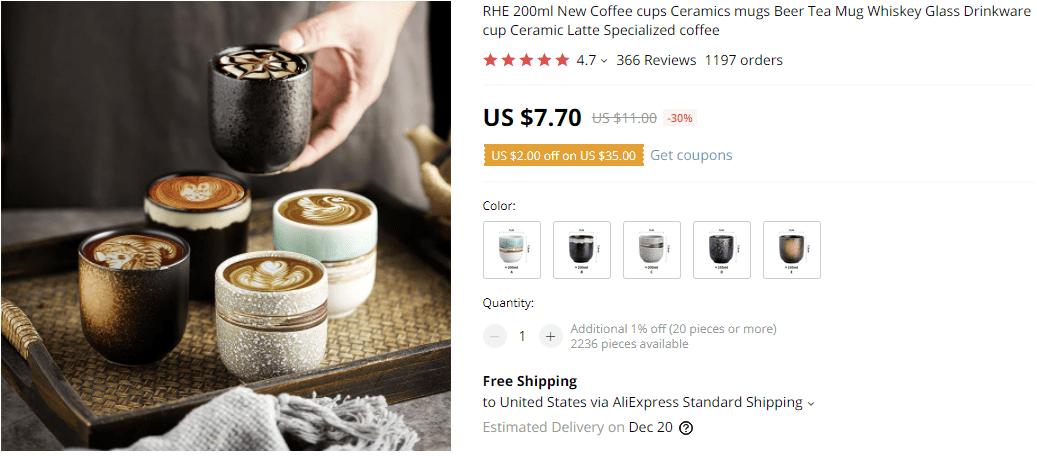 RHE 200ml New Coffee cups Ceramics mugs Beer Tea Mug Whiskey Glass Drinkware
cup Ceramic Latte Specialized coffee
4.7 366 Reviews 1197 orders
US $7.70 US $11.00 -30%
US $2.00 off on US $35.00 Get coupons
Color:
Quantity:
1 Additional 1% off (20 pieces or more)
2236 pieces available
Free Shipping
to United States via AliExpress Standard Shipping
Estimated Delivery on Dec 20